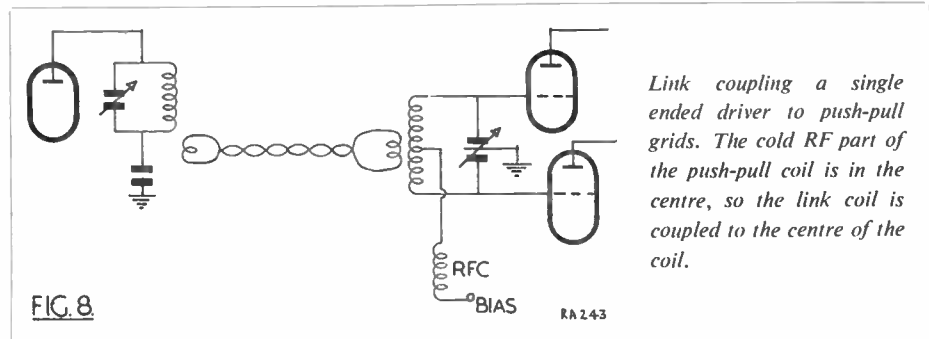 Link coupling a single
ended driver to push-pull
grids. The cold RF part of
the push-pull coil is in the
centre, so the link coil is
coupled to the centre of the
coil.
RFC
BIAS
FIG. 8.
RA243